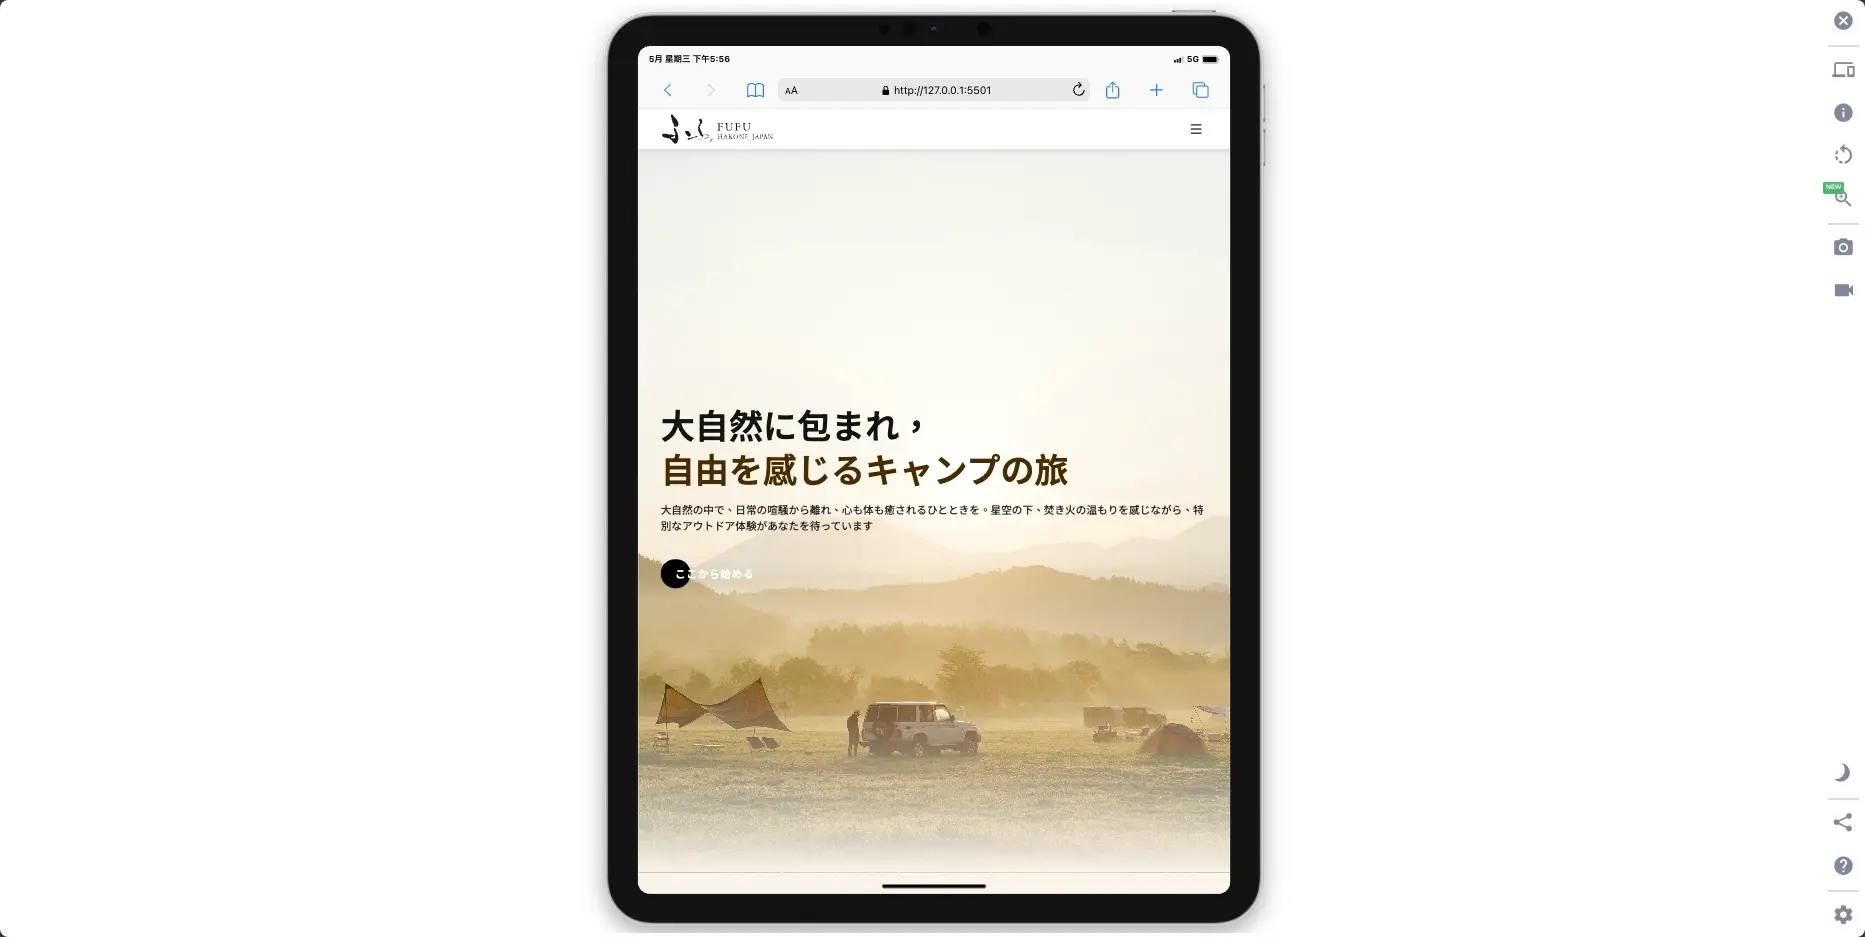 5月 星期三 下午5:56
5G
AA
http://127.0.0.1:5501
ふふ
FUFU
HAKONE JAPAN
大自然に包まれ，
自由を感じるキャンプの旅
大自然の中で、日常の喧騒から離れ、心も体も癒されるひとときを。星空の下、焚き火の温もりを感じながら、特
別なアウトドア体験があなたを待っています
ここから始める
NEW